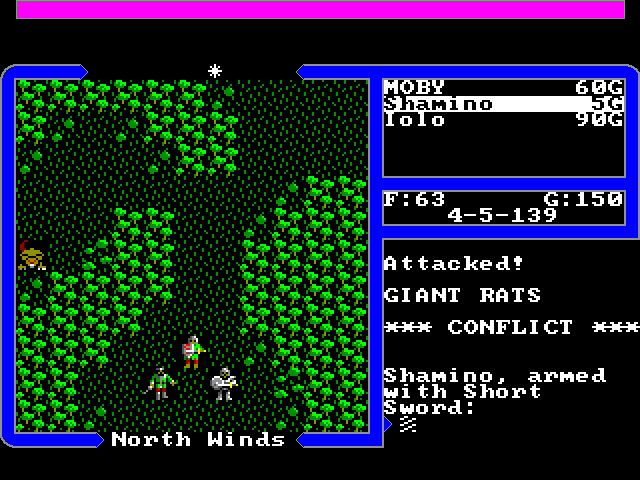 MOBY 60G
Shamino 5G
Iolo 90G
F:63 G:150
4-5-139
Attacked!
GIANT RATS
*** CONFLICT ***
Shamino, armed
with Short
Sword:
North Winds